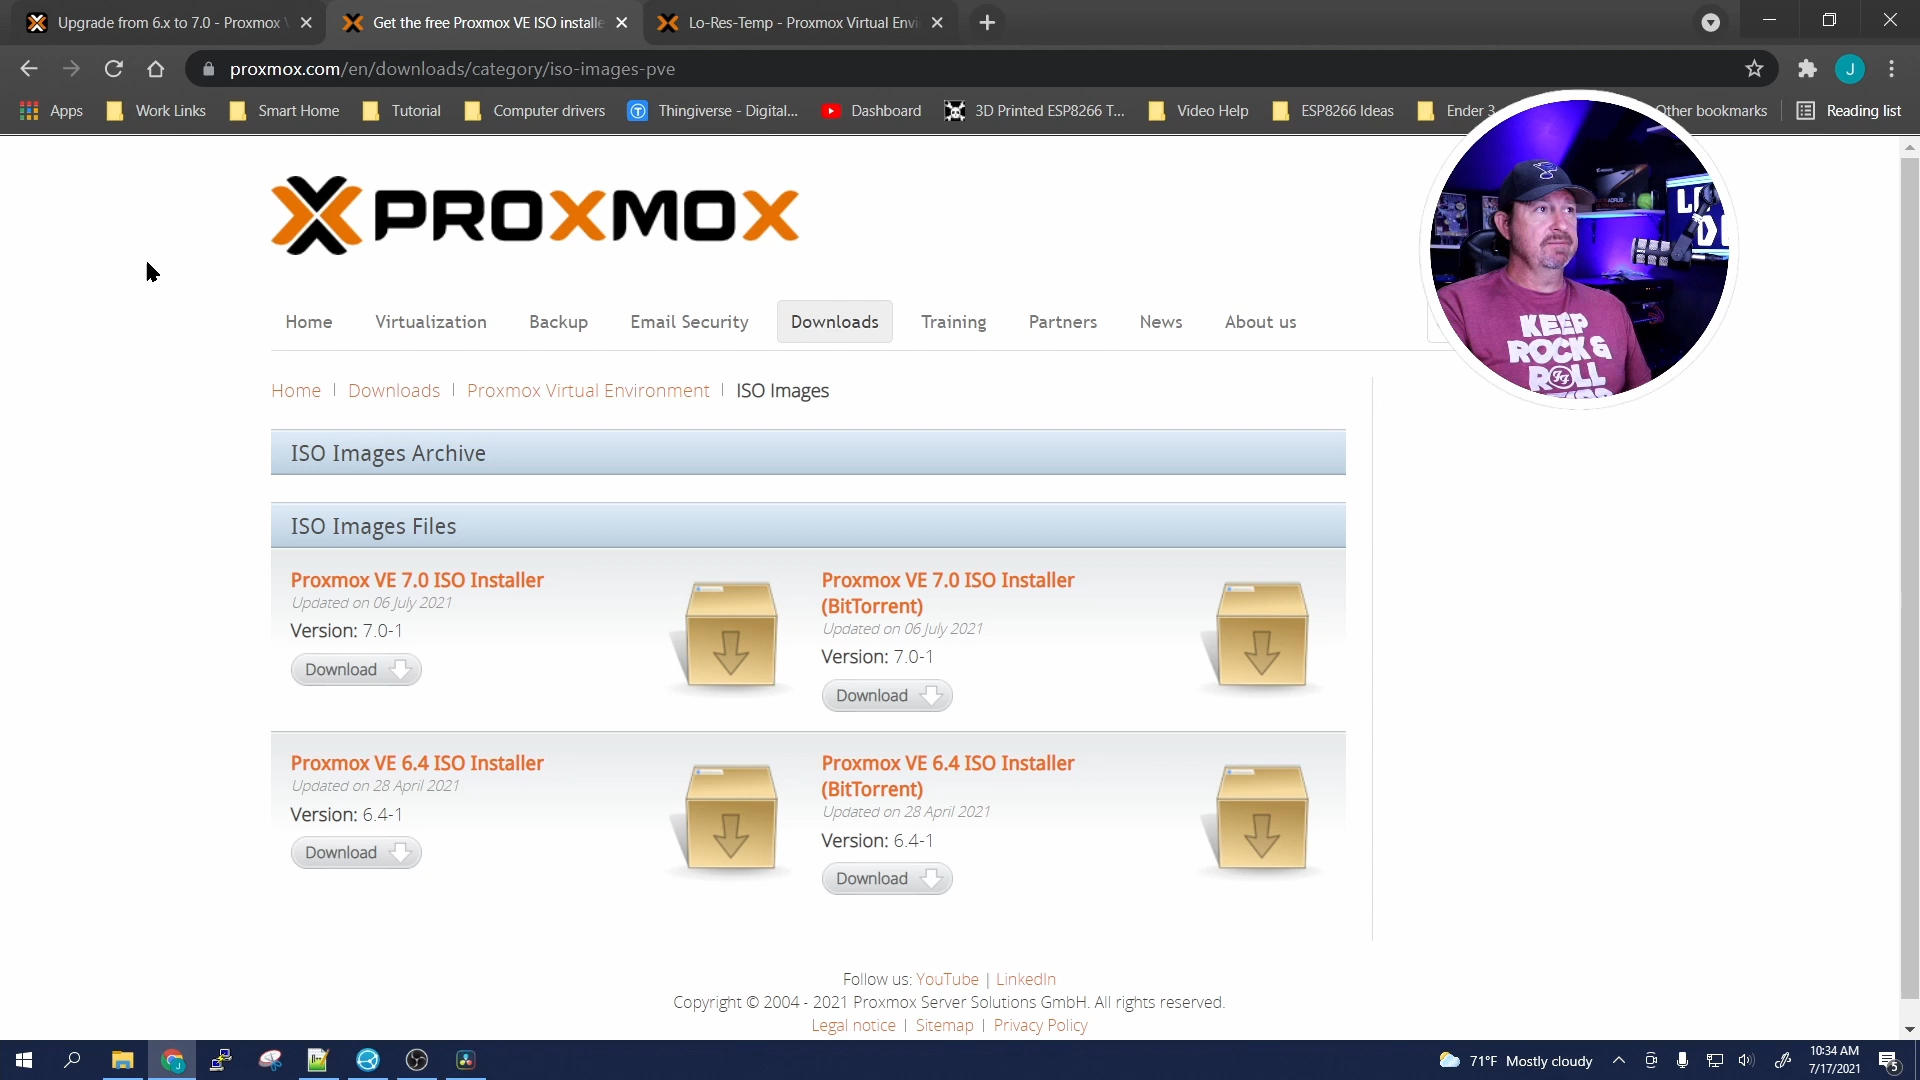 Upgrade from 6.x to 7.0 - Proxmox
Get the free Proxmox VE ISO installe
Lo-Res-Temp - Proxmox Virtual Envi
proxmox.com/en/downloads/category/iso-images-pve
J
Apps
Work Links
Smart Home
Tutorial
Computer drivers
Thingiverse - Digital...
Dashboard
3D Printed ESP8266 T...
Video Help
ESP8266 Ideas
Ender 3
Other bookmarks
Reading list
PROXMOX
KEEP
ROCK &
ROLL
FF
Home
Virtualization
Backup
Email Security
Downloads
Training
Partners
News
About us
Home | Downloads | Proxmox Virtual Environment | ISO Images
ISO Images Archive
ISO Images Files
Proxmox VE 7.0 ISO Installer
Updated on 06 July 2021
Version: 7.0-1
Download
Proxmox VE 7.0 ISO Installer
(BitTorrent)
Updated on 06 July 2021
Version: 7.0-1
Download
Proxmox VE 6.4 ISO Installer
Updated on 28 April 2021
Version: 6.4-1
Download
Proxmox VE 6.4 ISO Installer
(BitTorrent)
Updated on 28 April 2021
Version: 6.4-1
Download
Follow us: YouTube | LinkedIn
Copyright © 2004 - 2021 Proxmox Server Solutions GmbH. All rights reserved.
Legal notice | Sitemap | Privacy Policy
71°F Mostly cloudy
10:34 AM
7/17/2021
5